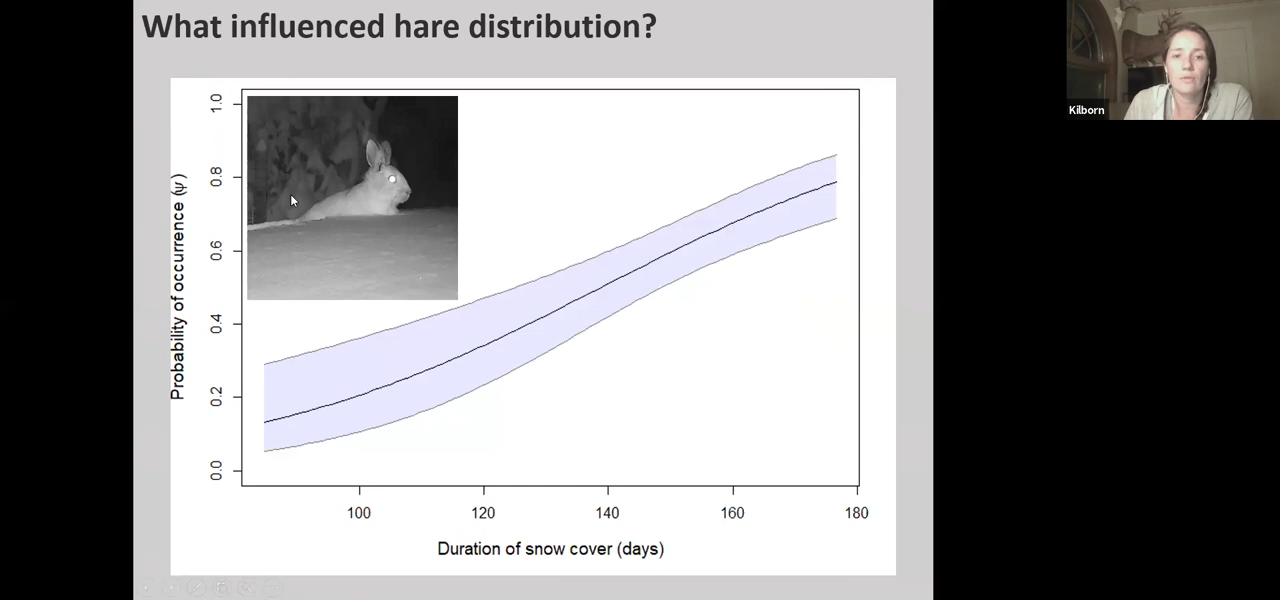 What influenced hare distribution?
Kilborn
Probability of occurrence (ψ)
1.0
0.8
0.6
0.4
0.2
0.0
100 120 140 160 180
Duration of snow cover (days)